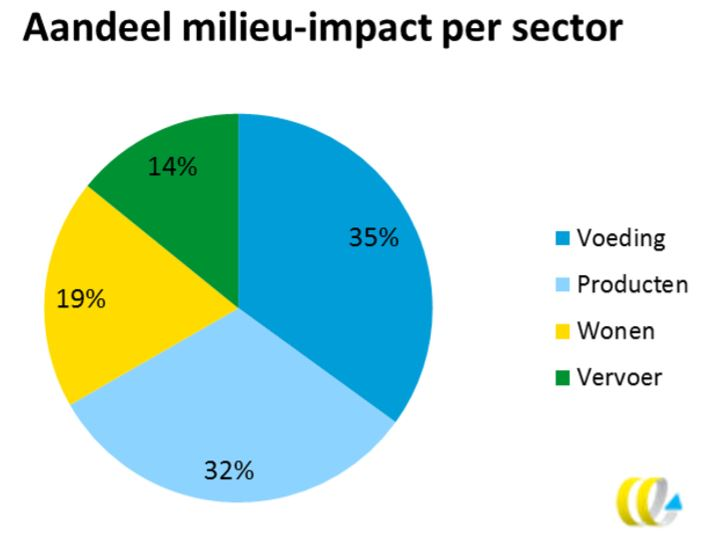 Aandeel milieu-impact per sector
14%
35%
19%
32%
Voeding
Producten
Wonen
Vervoer